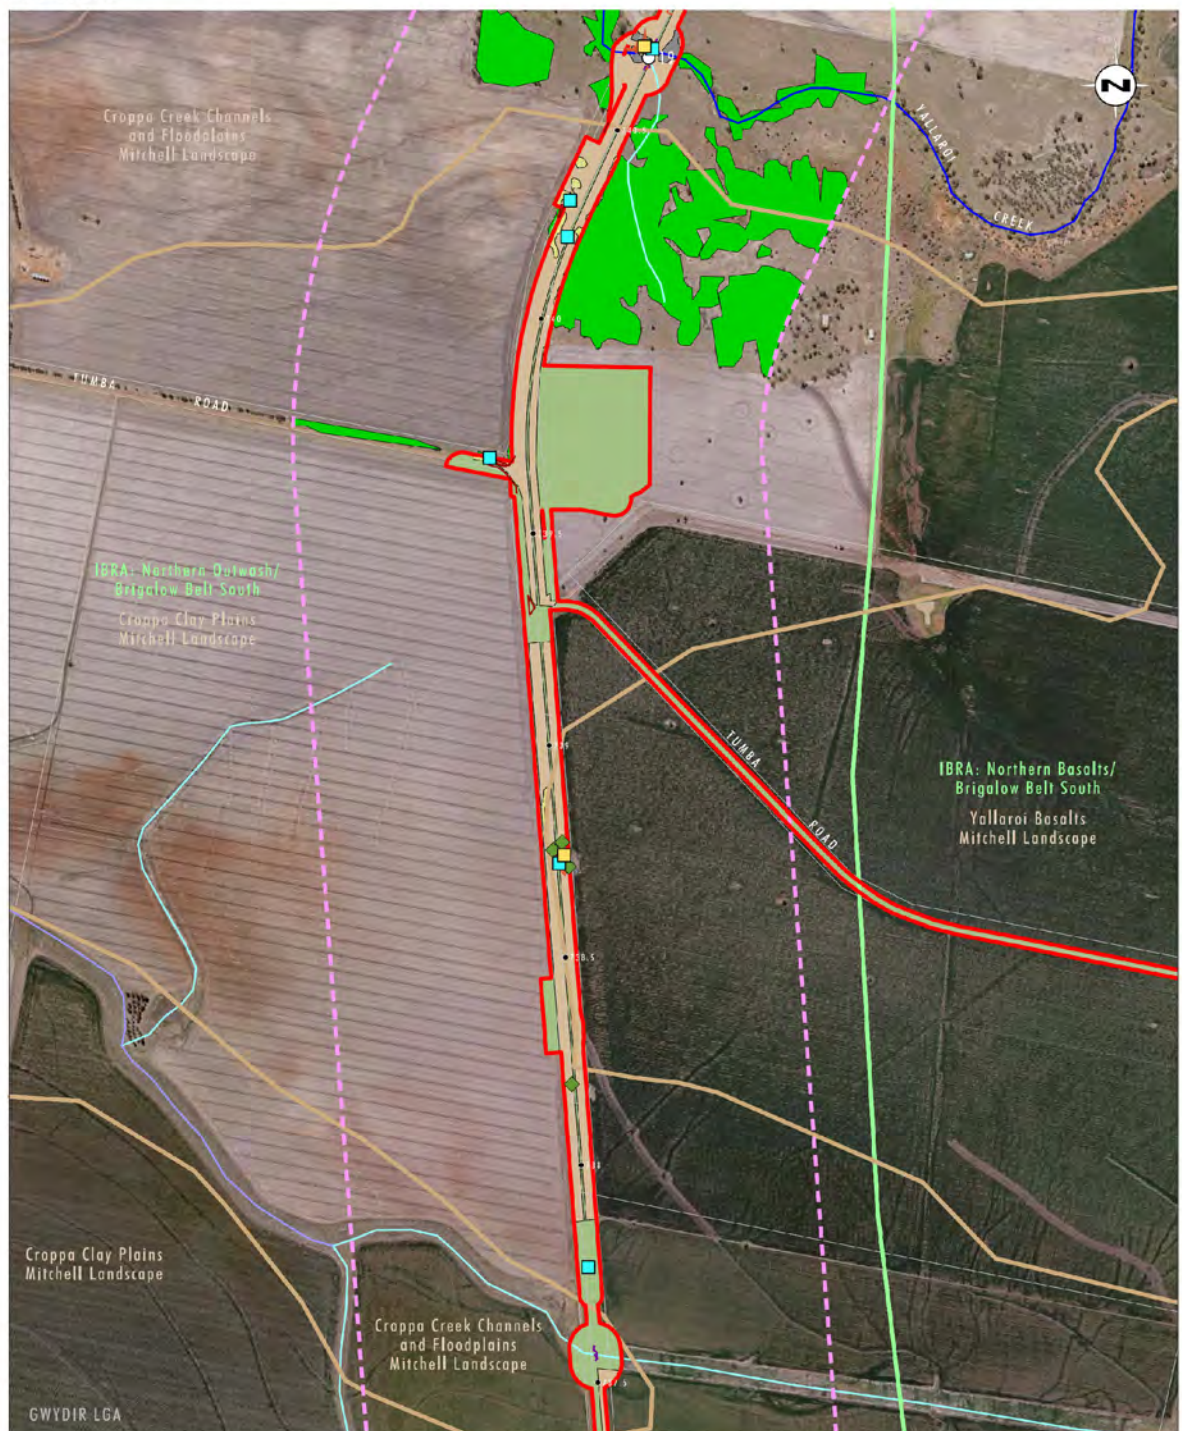 19
N
Croppa Creek Channels
and Floodplains
Mitchell Landscape
YALLAROI
CREEK
TUMBA
ROAD
IBRA: Northern Outwash/
Brigalow Belt South
Croppa Clay Plains
Mitchell Landscape
TUMBA
ROAD
IBRA: Northern Basalts/
Brigalow Belt South
Yallaroi Basalts
Mitchell Landscape
Croppa Clay Plains
Mitchell Landscape
Croppa Creek Channels
and Floodplains
Mitchell Landscape
GWYDIR LGA